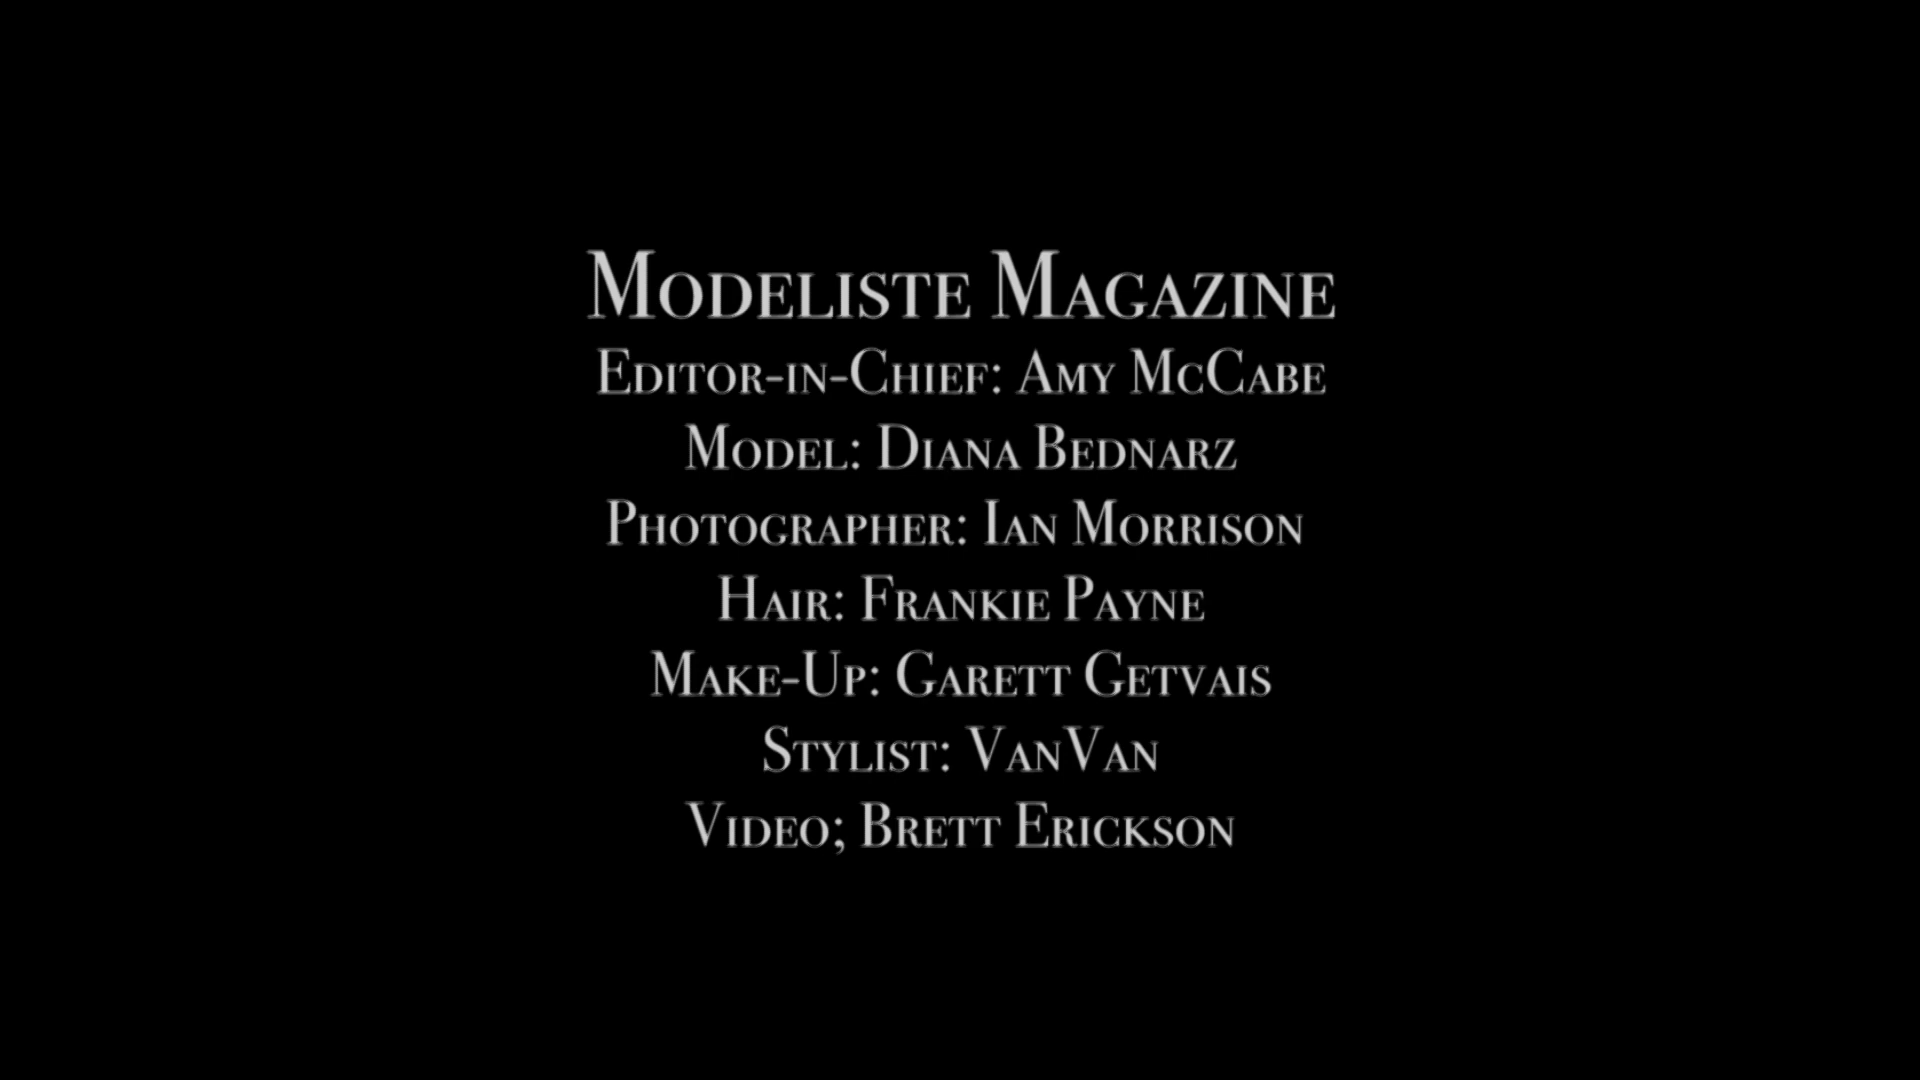 Modeliste Magazine
Editor-in-Chief: Amy McCabe
Model: Diana Bednarz
Photographer: Ian Morrison
Hair: Frankie Payne
Make-Up: Garett Getvais
Stylist: VanVan
Video; Brett Erickson